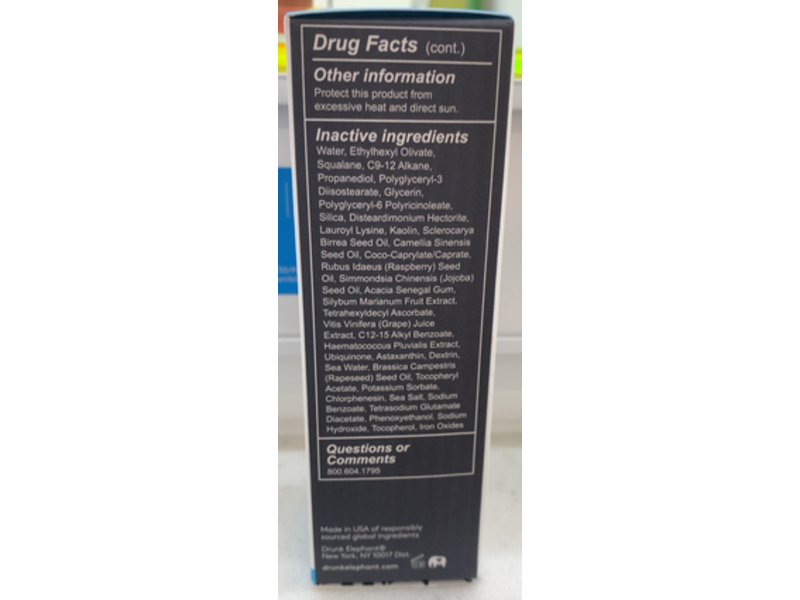 Drug Facts (cont.)
Other information
Protect this product from
excessive heat and direct sun.
Inactive ingredients
Water, Ethylhexyl Olivate,
Squalane, C9-12 Alkane,
Propanediol, Polyglyceryl-3
Diisostearate, Glycerin,
Polyglyceryl-6 Polyricinoleate,
Silica, Disteardimonium Hectorite,
Lauroyl Lysine, Kaolin, Sclerocarya
Birrea Seed Oil, Camellia Sinensis
Seed Oil, Coco-Caprylate/Caprate,
Rubus Idaeus (Raspberry) Seed
Oil, Simmondsia Chinensis (Jojoba)
Seed Oil, Acacia Senegal Gum,
Silybum Marianum Fruit Extract,
Tetrahexyldecyl Ascorbate,
Vitis Vinifera (Grape) Juice
Extract, C12-15 Alkyl Benzoate,
Haematococcus Pluvialis Extract,
Ubiquinone, Astaxanthin, Dextrin,
Sea Water, Brassica Campestris
(Rapeseed) Seed Oil, Tocopheryl
Acetate, Potassium Sorbate,
Chlorphenesin, Sea Salt, Sodium
Benzoate, Tetrasodium Glutamate
Diacetate, Phenoxyethanol, Sodium
Hydroxide, Tocopherol, Iron Oxides
Questions or
Comments
800.604.1795
Made in USA of responsibly
sourced global ingredients
Drunk Elephant®
New York, NY 10017 Dist.
drunkelephant.com